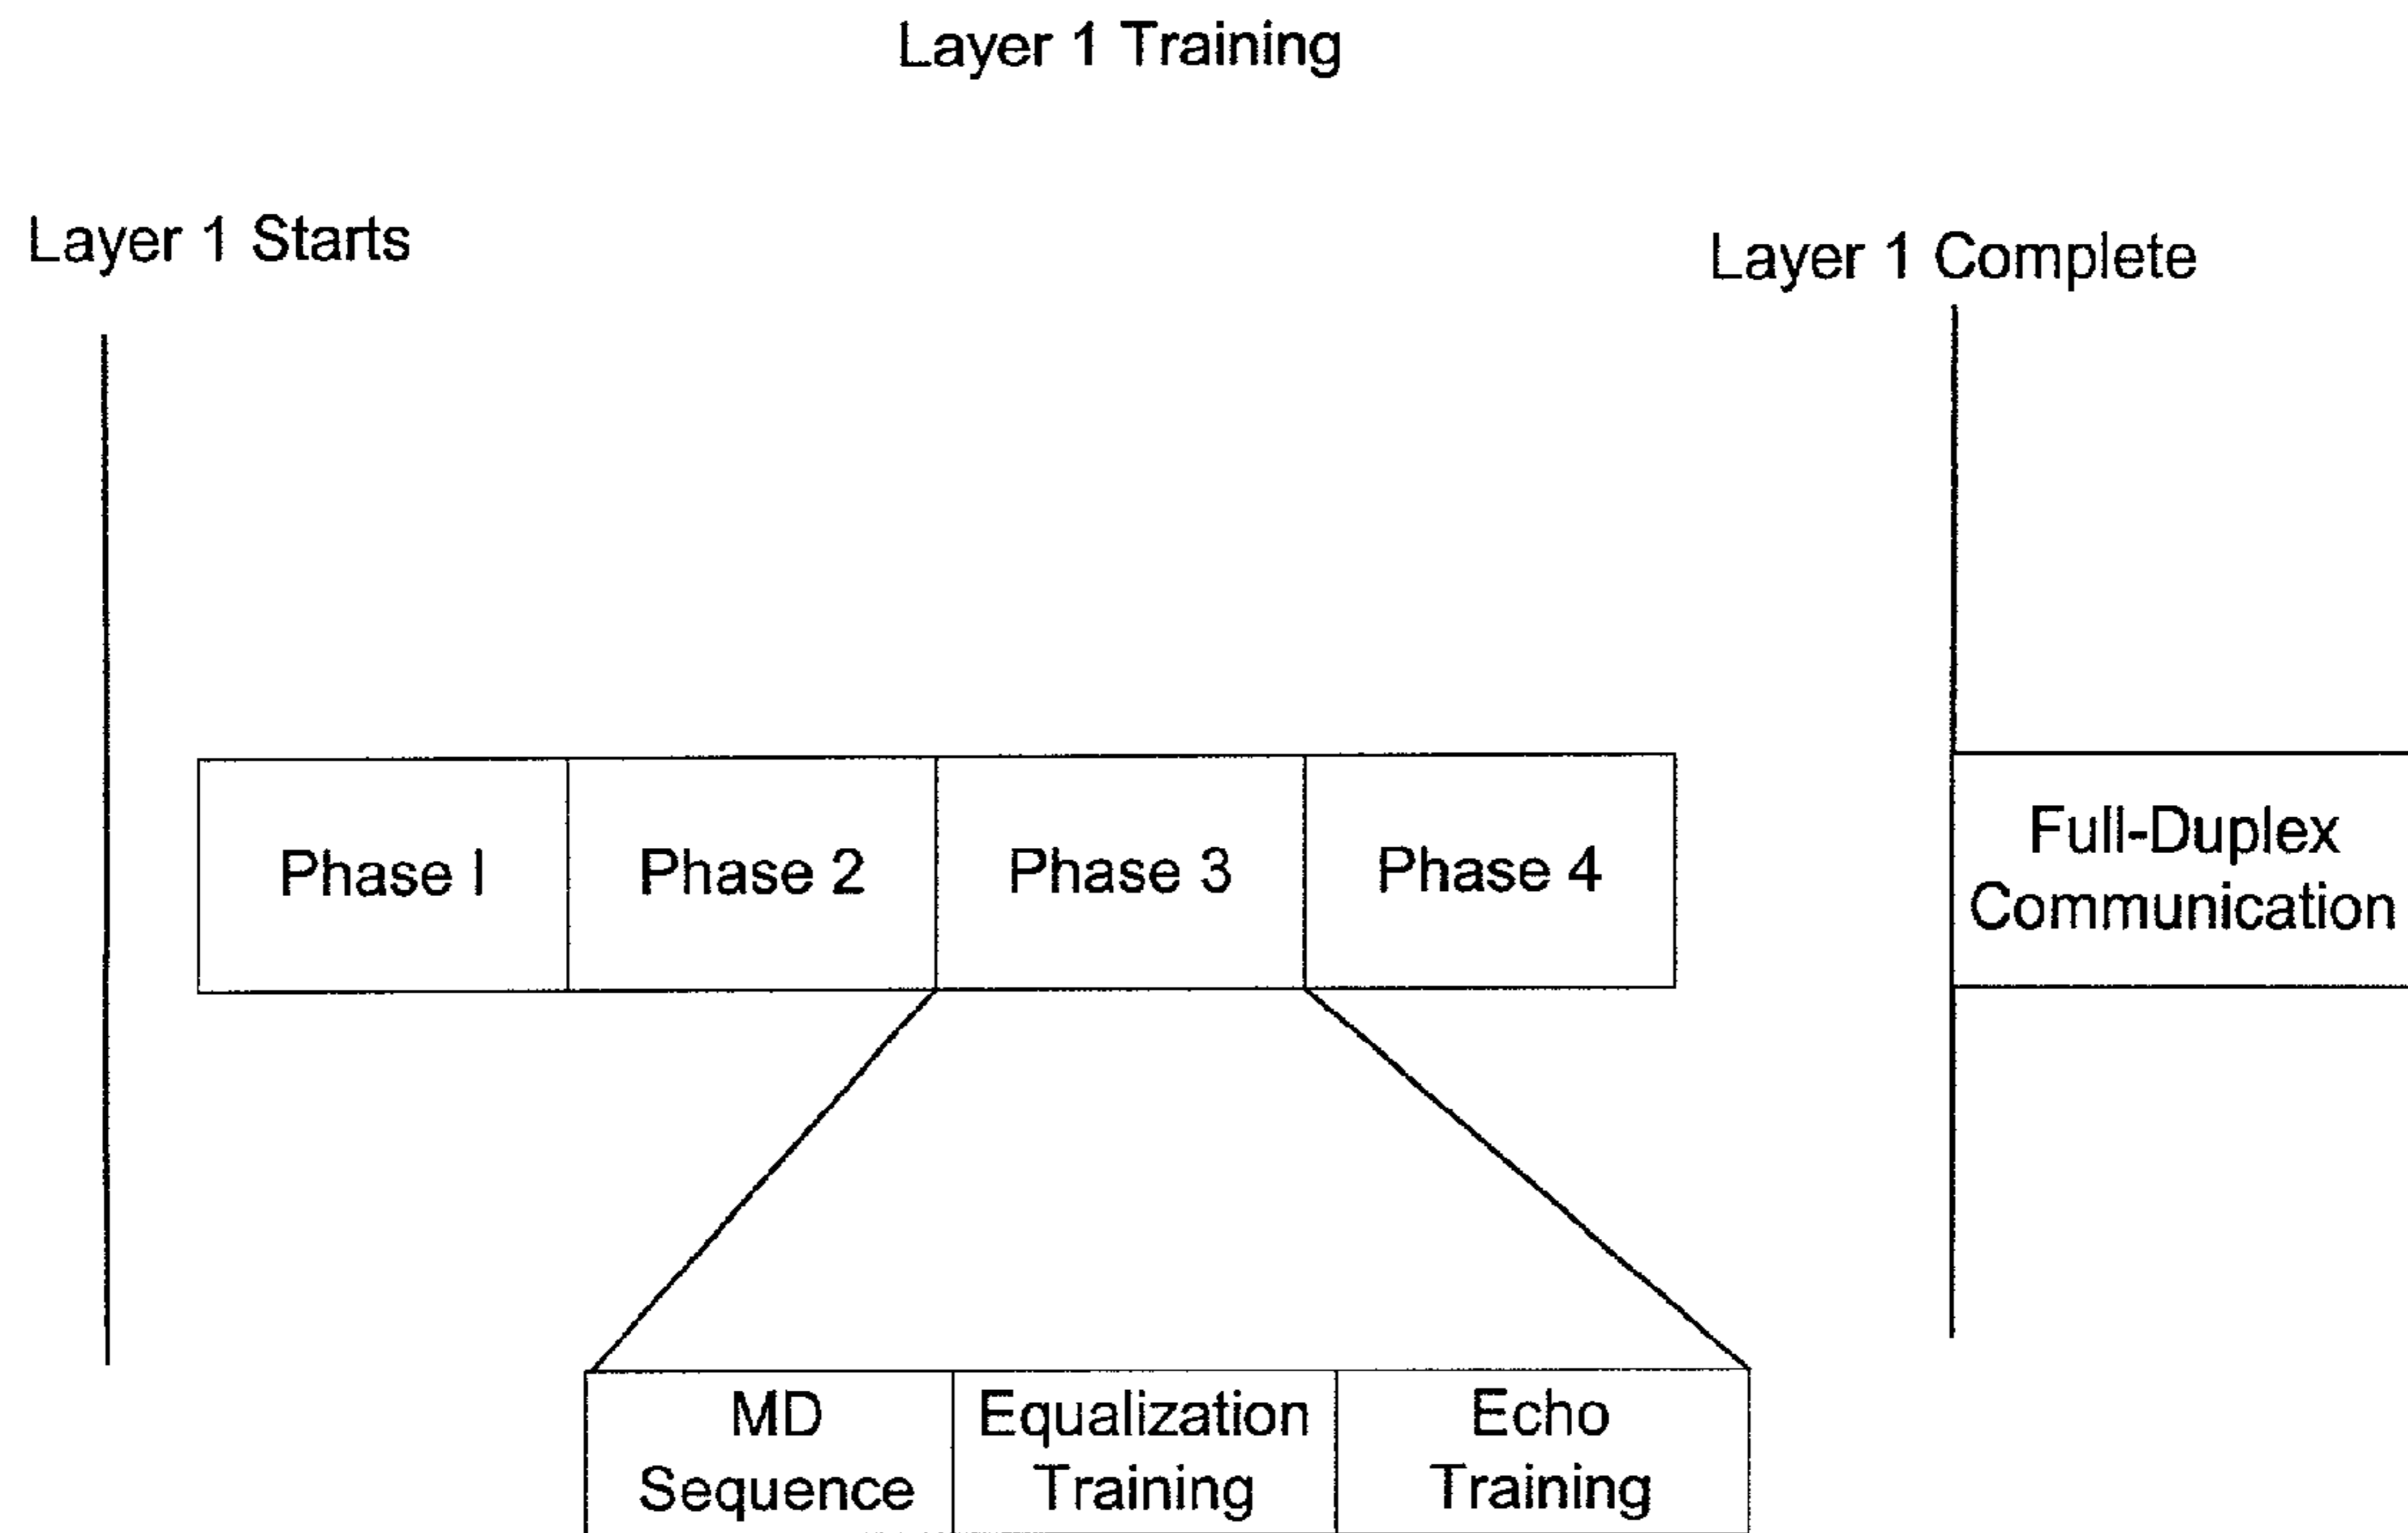 Layer 1 Training
Layer 1 Starts
Layer 1 Complete
Phase I
Phase 2
Phase 3
Phase 4
Full-Duplex
Communication
MD
Sequence
Equalization
Training
Echo
Training